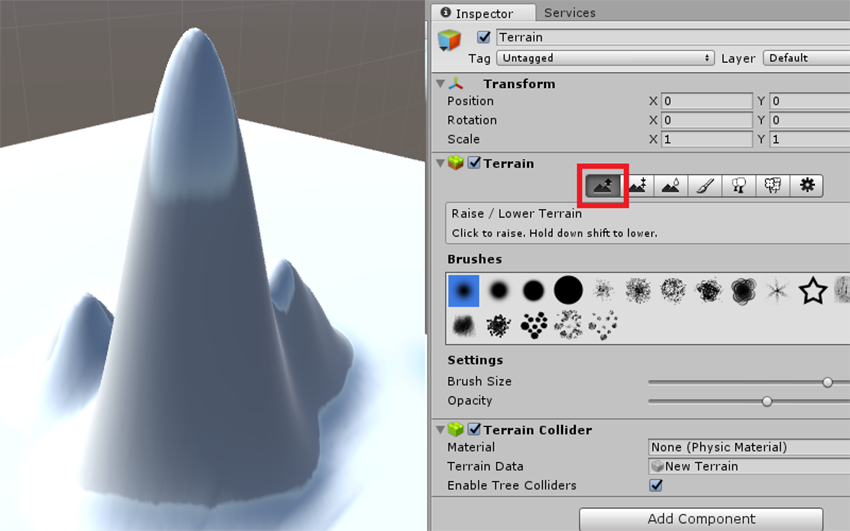 Inspector Services
Terrain
Tag Untagged Layer Default
Transform
Position X 0 Y 0
Rotation X 0 Y 0
Scale X 1 Y 1
Terrain
Raise / Lower Terrain
Click to raise. Hold down shift to lower.
Brushes
Settings
Brush Size
Opacity
Terrain Collider
Material None (Physic Material)
Terrain Data New Terrain
Enable Tree Colliders
Add Component